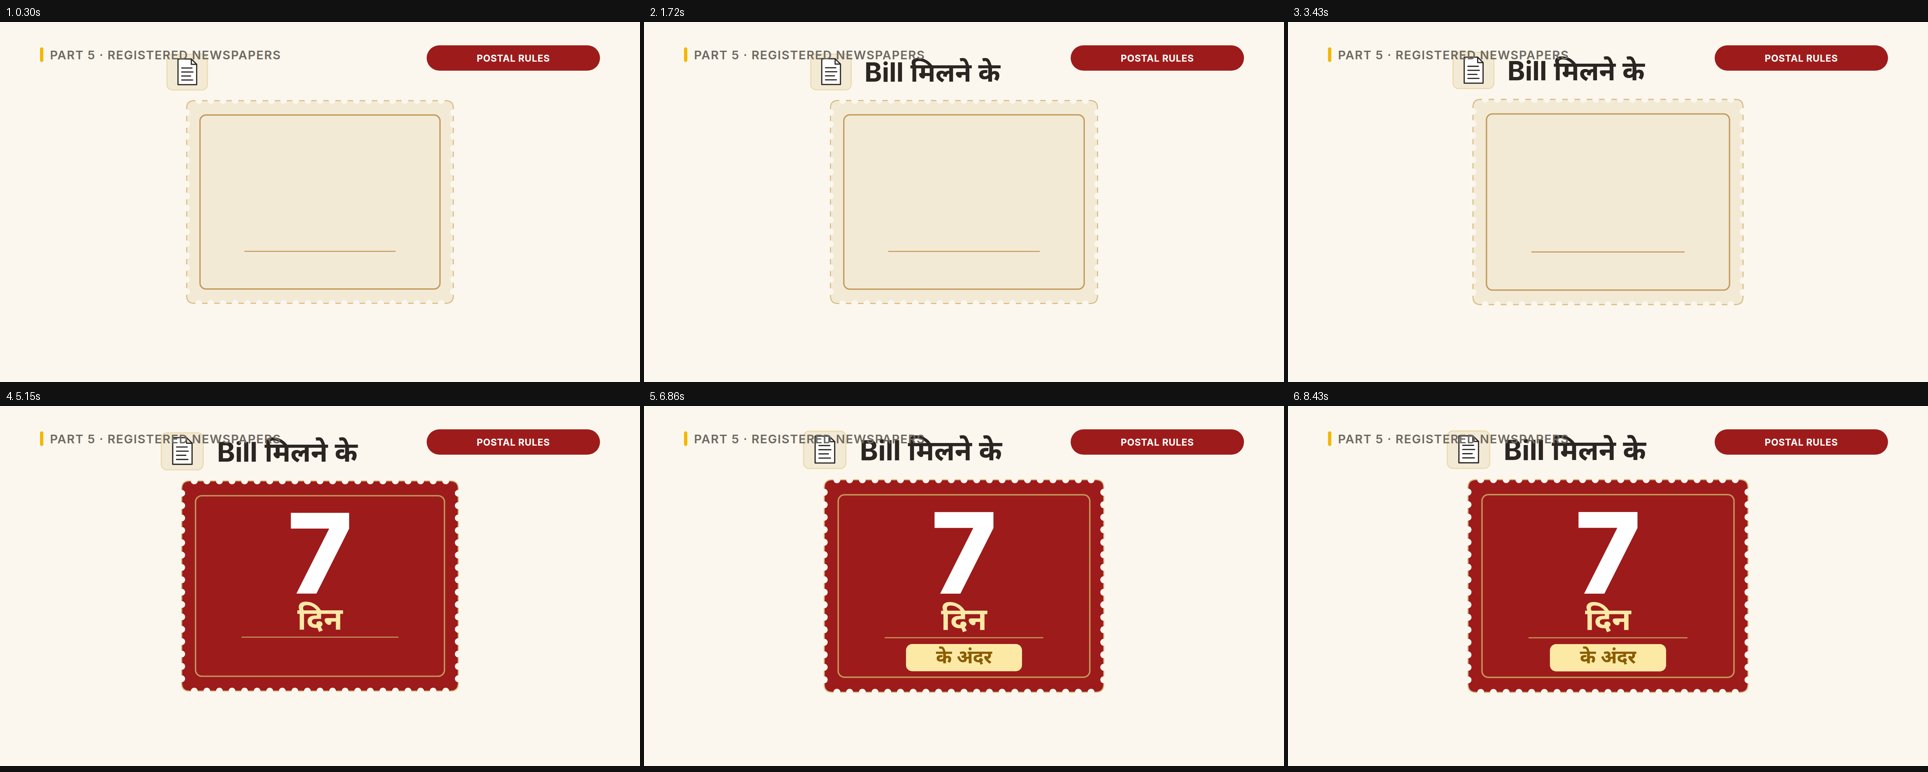 1. 0.30s
PART 5 · REGISTERED NEWSPAPERS
POSTAL RULES
2. 1.72s
PART 5 · REGISTERED NEWSPAPERS
POSTAL RULES
Bill मिलने के
3. 3.43s
PART 5 · REGISTERED NEWSPAPERS
POSTAL RULES
Bill मिलने के
4. 5.15s
PART 5 · REGISTERED NEWSPAPERS
POSTAL RULES
Bill मिलने के
7
दिन
5. 6.86s
PART 5 · REGISTERED NEWSPAPERS
POSTAL RULES
Bill मिलने के
7
दिन
के अंदर
6. 8.43s
PART 5 · REGISTERED NEWSPAPERS
POSTAL RULES
Bill मिलने के
7
दिन
के अंदर